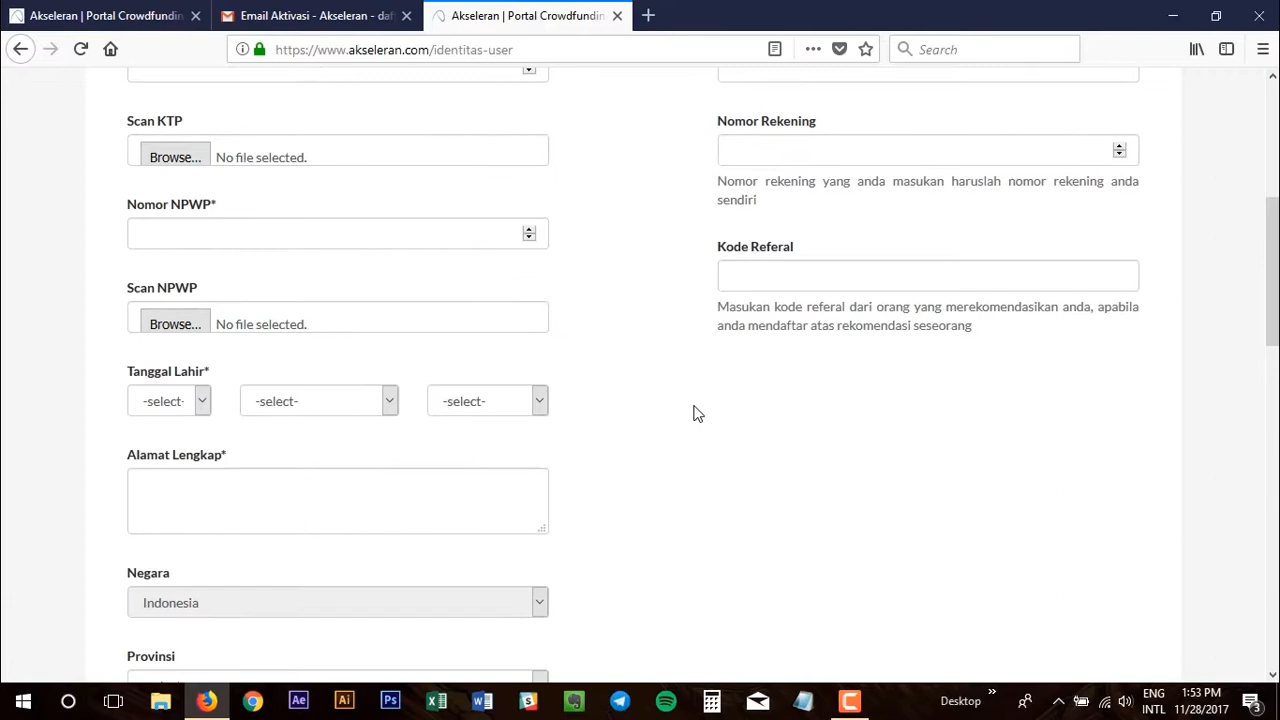 Akseleran | Portal Crowdfundin
Email Aktivasi - Akseleran - daf
Akseleran | Portal Crowdfundin
https://www.akseleran.com/identitas-user
Search
Scan KTP
Browse... No file selected.
Nomor NPWP*
Scan NPWP
Browse... No file selected.
Tanggal Lahir*
-select- -select- -select-
Alamat Lengkap*
Negara
Indonesia
Provinsi
Nomor Rekening
Nomor rekening yang anda masukan haruslah nomor rekening anda
sendiri
Kode Referal
Masukan kode referal dari orang yang merekomendasikan anda, apabila
anda mendaftar atas rekomendasi seseorang
Desktop
ENG
INTL
1:53 PM
11/28/2017
3